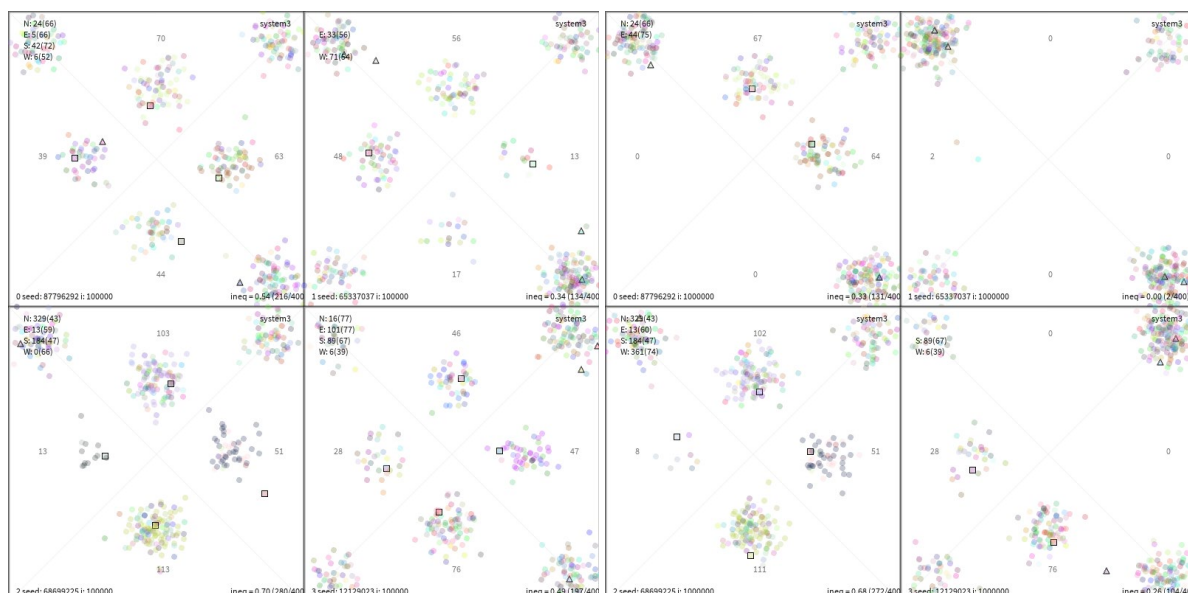 N: 24(66)
E: 5(66)
S: 42(72)
W: 6(52)
system3
70
39
63
44
0 seed: 87796292 i: 100000
ineq = 0.54 (216/400
E: 33(56)
system3
56
48
13
17
1 seed: 65337037 i: 100000
ineq = 0.34 (134/400
N: 24(66)
E: 44(75)
system3
67
0
64
0
0 seed: 87796292 i: 1000000
ineq = 0.33 (131/400
system3
0
2
0
0
1 seed: 65337037 i: 1000000
ineq = 0.00 (2/400)
N: 329(43)
E: 13(59)
S: 184(47)
W: 0(66)
system3
103
13
51
113
2 seed: 68699225 i: 100000
ineq = 0.70 (280/400
N: 16(77)
E: 101(77)
S: 89(67)
W: 6(39)
system3
46
28
47
76
3 seed: 12129023 i: 100000
ineq = 0.49 (197/400
N: 329(43)
E: 13(60)
S: 184(47)
W: 361(74)
system3
102
8
51
111
2 seed: 68699225 i: 1000000
ineq = 0.68 (272/400
S: 89(67)
W: 6(39)
system3
0
28
0
76
3 seed: 12129023 i: 1000000
ineq = 0.26 (104/400